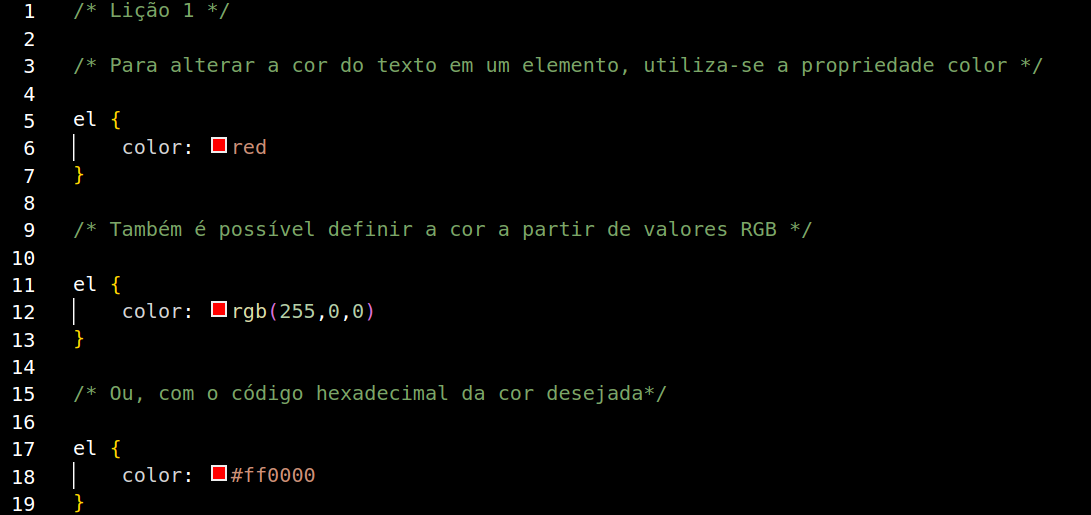 1 /* Lição 1 */
2
3 /* Para alterar a cor do texto em um elemento, utiliza-se a propriedade color */
4
5 el {
6 color: red
7 }
8
9 /* Também é possível definir a cor a partir de valores RGB */
10
11 el {
12 color: rgb(255,0,0)
13 }
14
15 /* Ou, com o código hexadecimal da cor desejada*/
16
17 el {
18 color: #ff0000
19 }